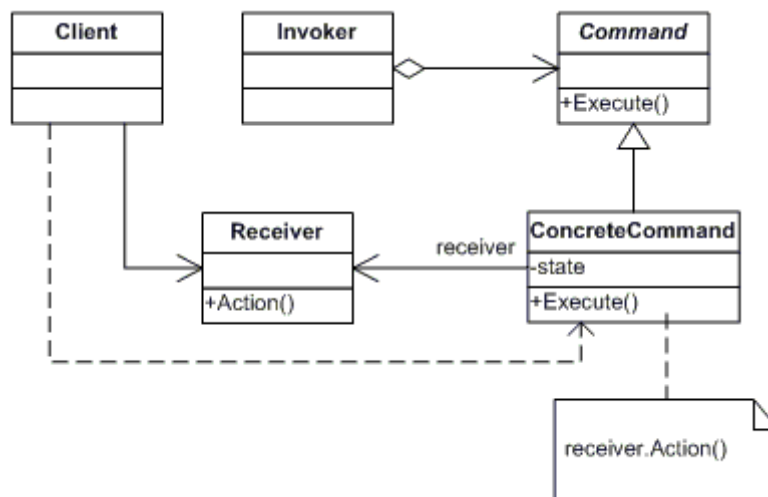 Client
Invoker
Command
+Execute()
Receiver
+Action()
receiver
ConcreteCommand
-state
+Execute()
receiver.Action()